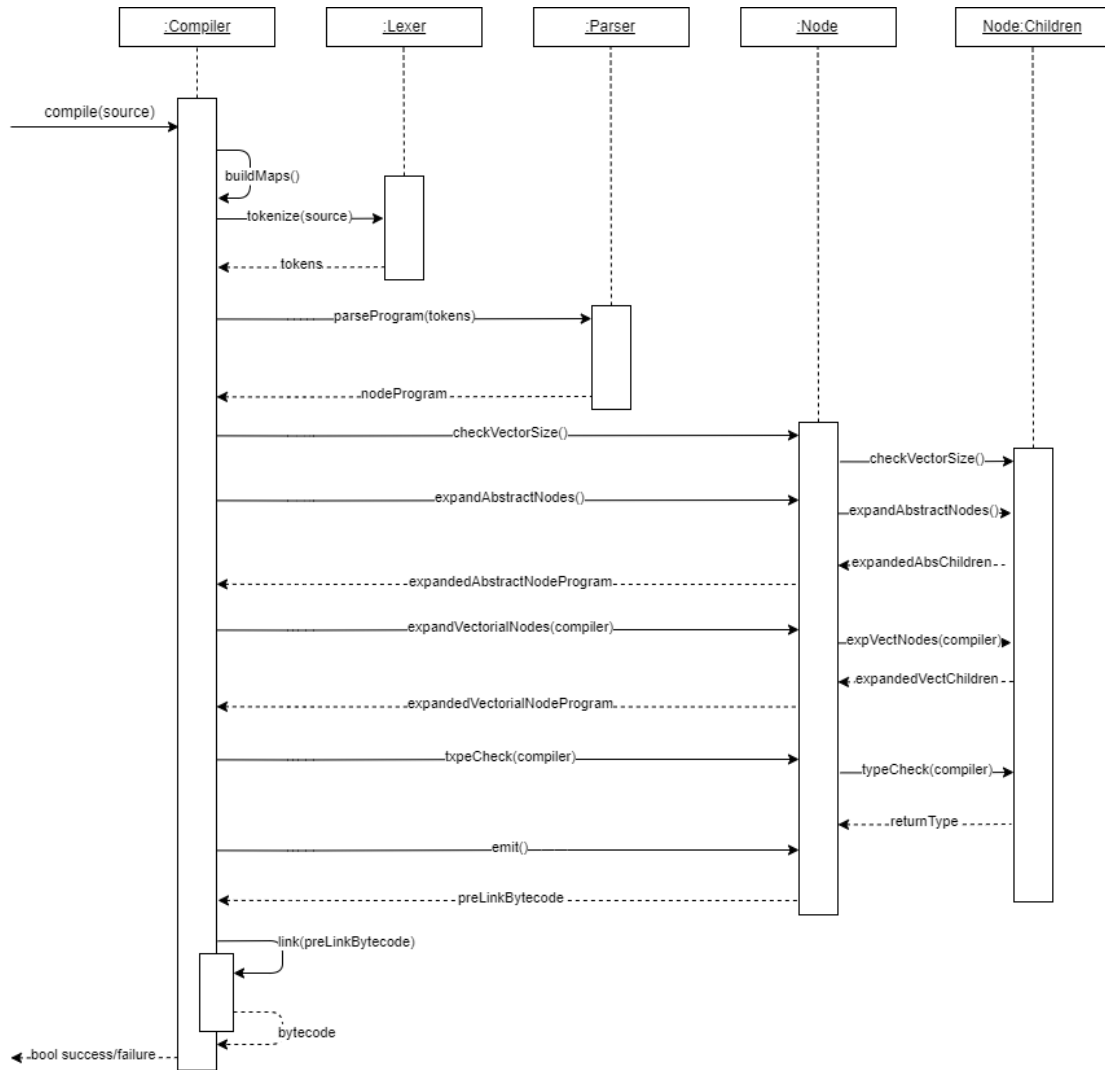 :Compiler
:Lexer
:Parser
:Node
Node:Children
compile(source)
buildMaps()
tokenize(source)
tokens
parseProgram(tokens)
nodeProgram
checkVectorSize()
checkVectorSize()
expandAbstractNodes()
expandAbstractNodes()
expandedAbsChildren
expandedAbstractNodeProgram
expandVectorialNodes(compiler)
expVectNodes(compiler)
expandedVectChildren
expandedVectorialNodeProgram
txpeCheck(compiler)
typeCheck(compiler)
returnType
emit()
preLinkBytecode
link(preLinkBytecode)
bytecode
bool success/failure